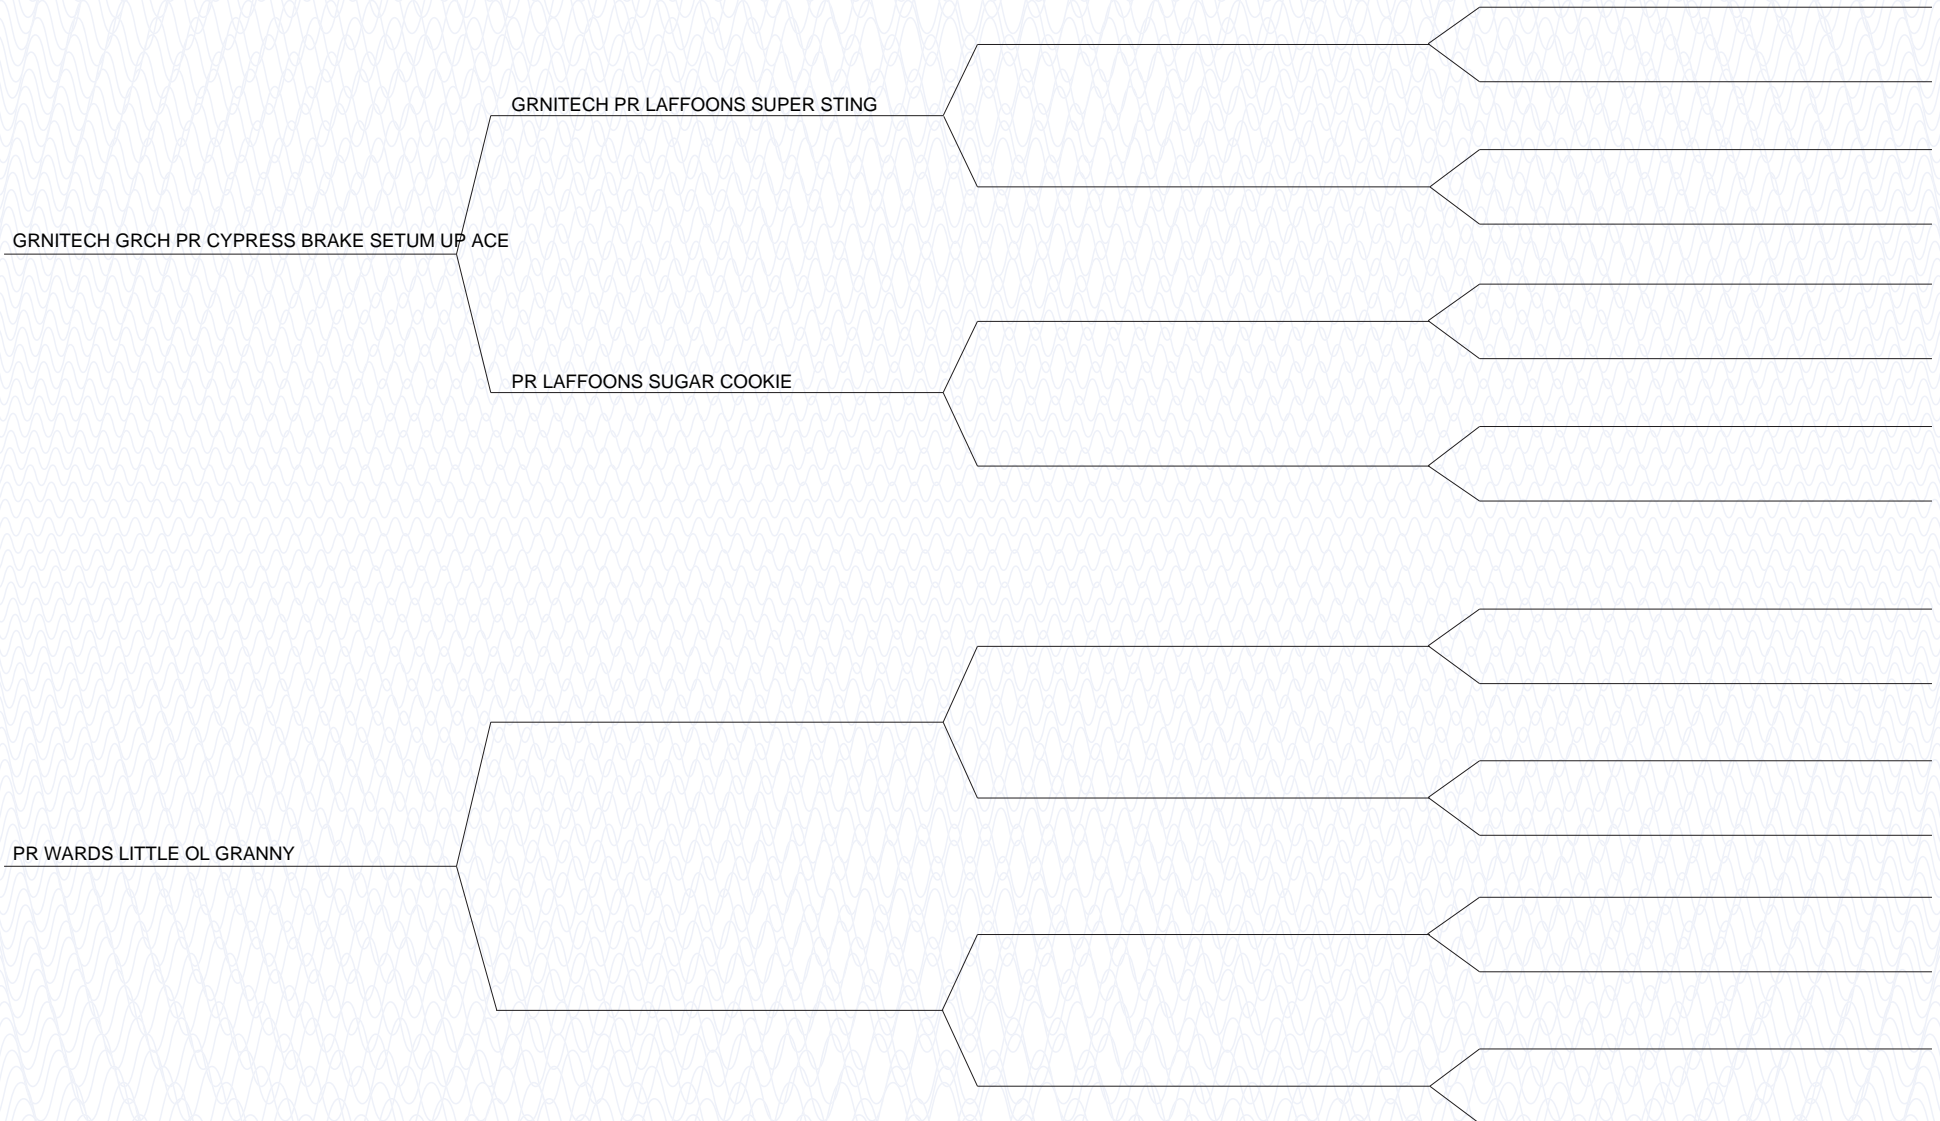 GRNITECH PR LAFFOONS SUPER STING
GRNITECH GRCH PR CYPRESS BRAKE SETUM UP ACE
PR LAFFOONS SUGAR COOKIE
PR WARDS LITTLE OL GRANNY